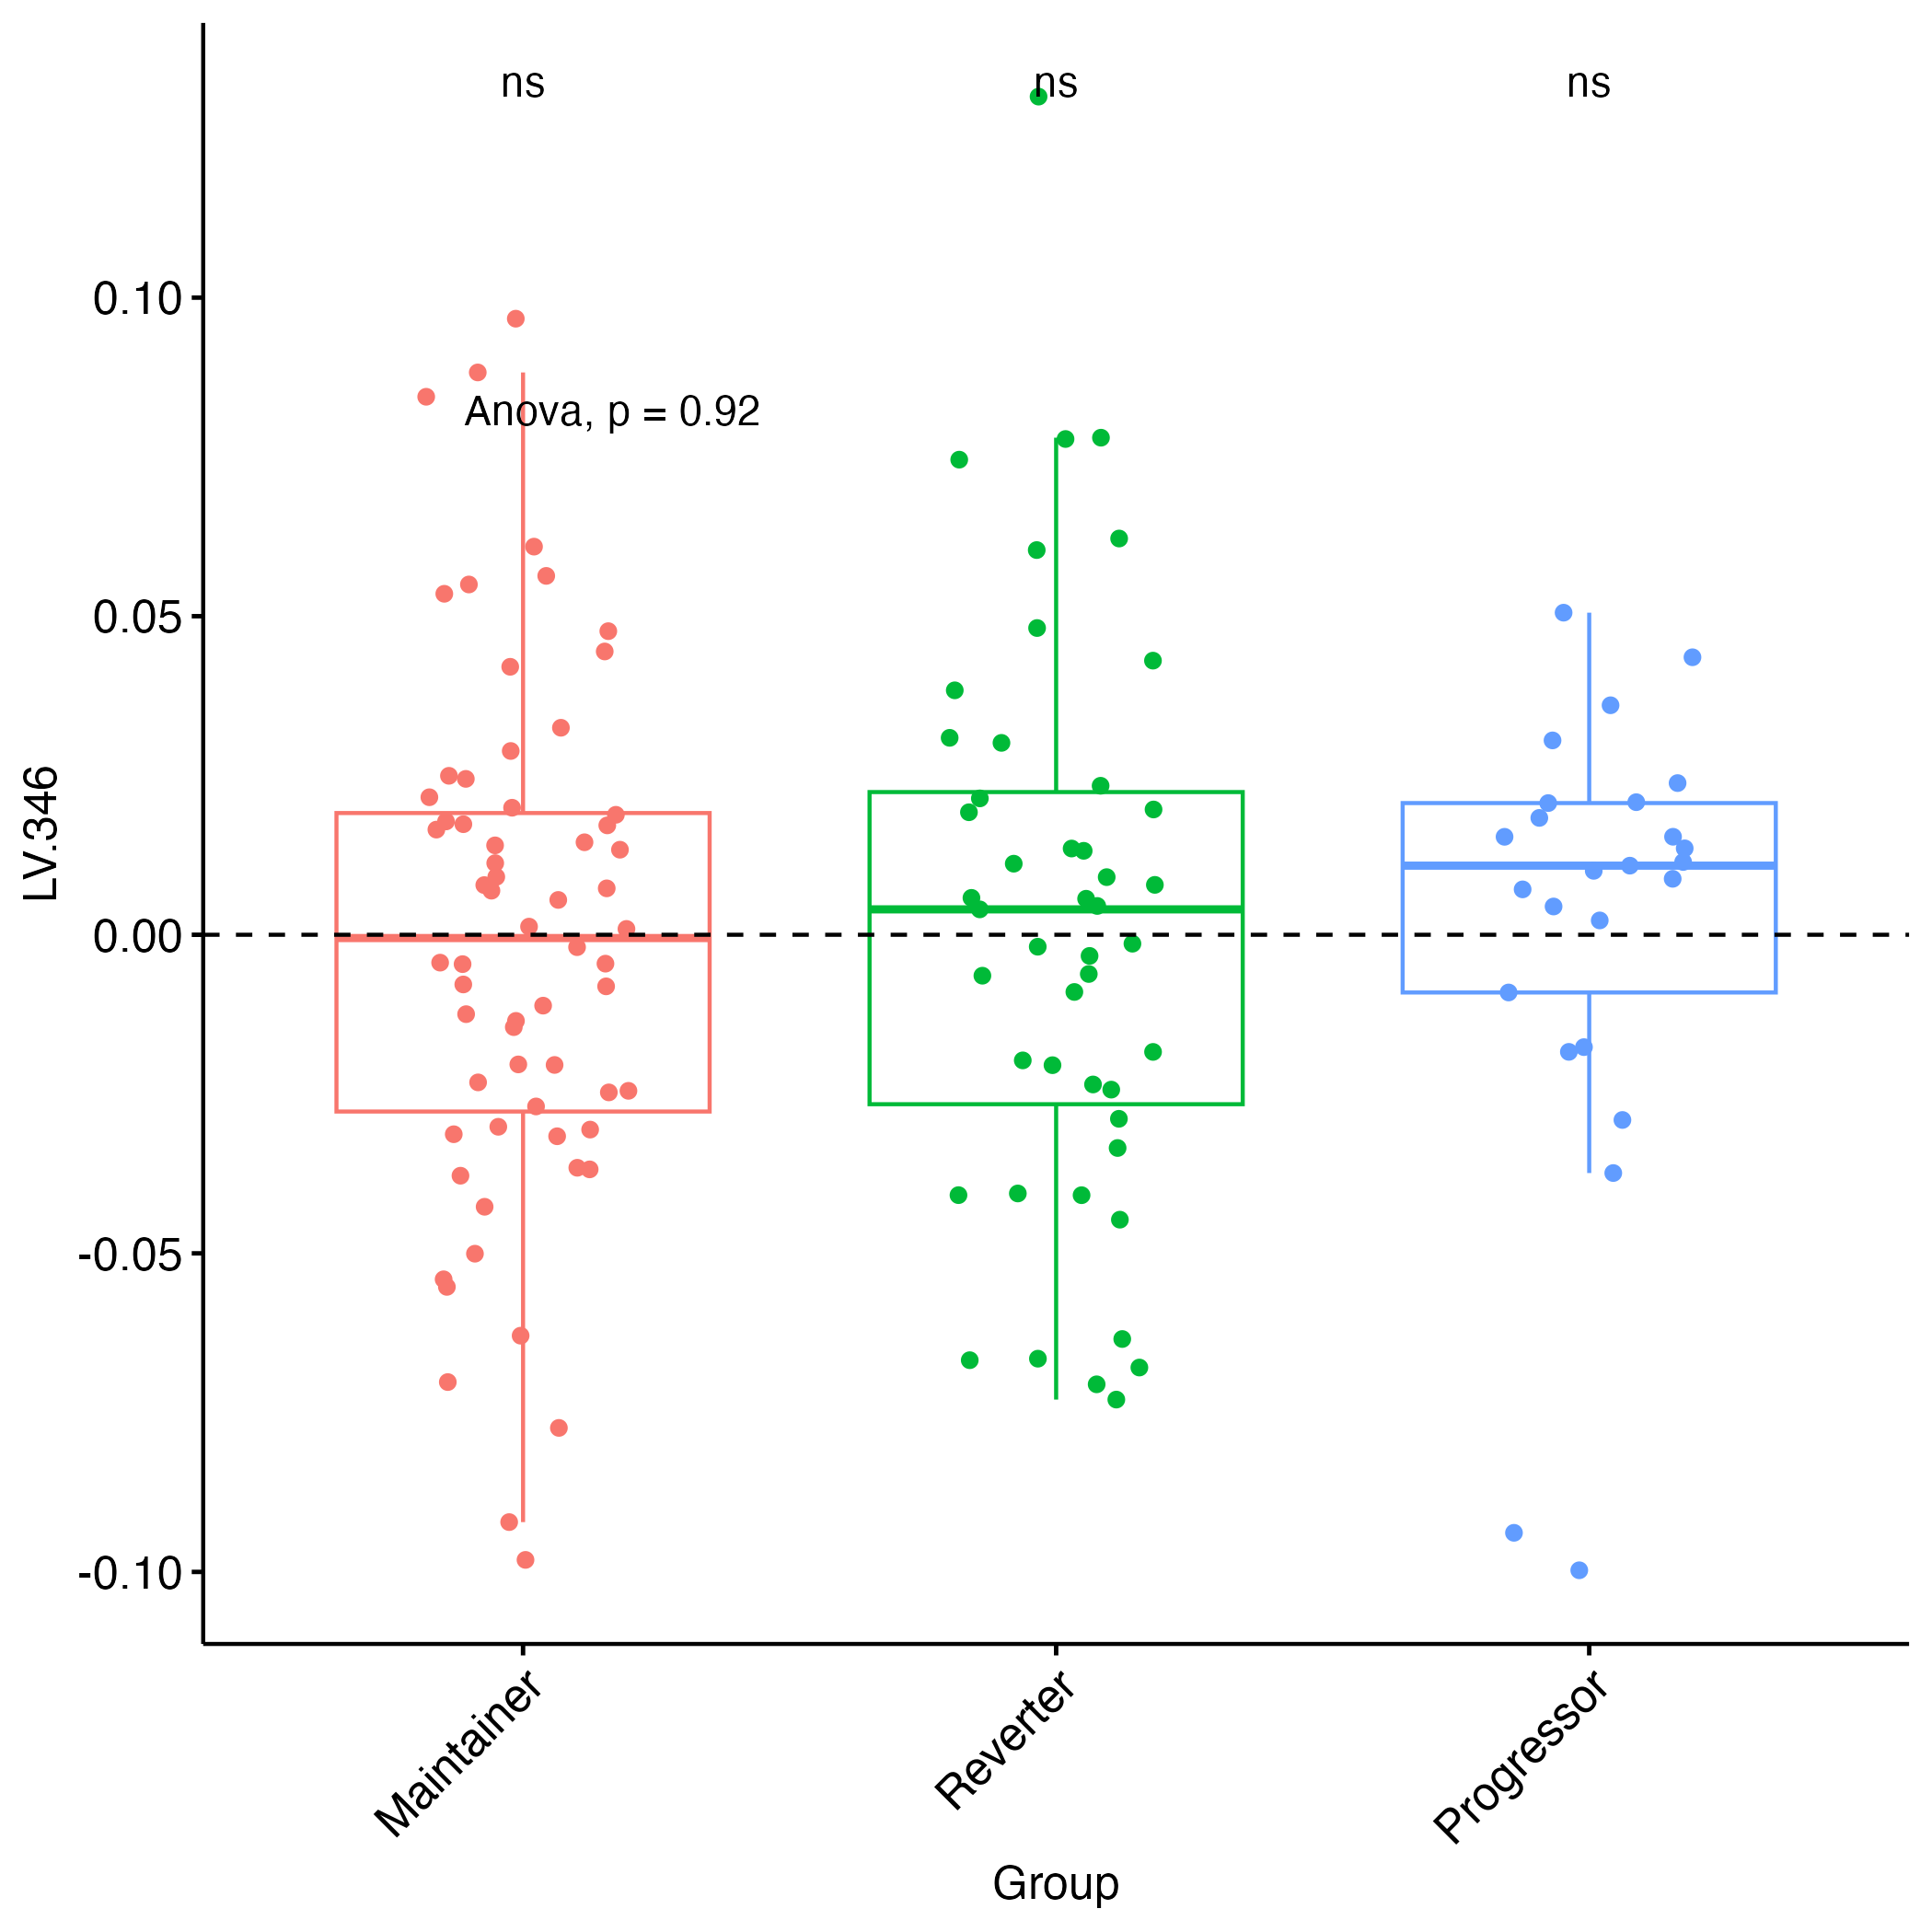 ns ns ns
Anova, p = 0.92
LV.346
0.10
0.05
0.00
-0.05
-0.10
Maintainer Reverter Progressor
Group